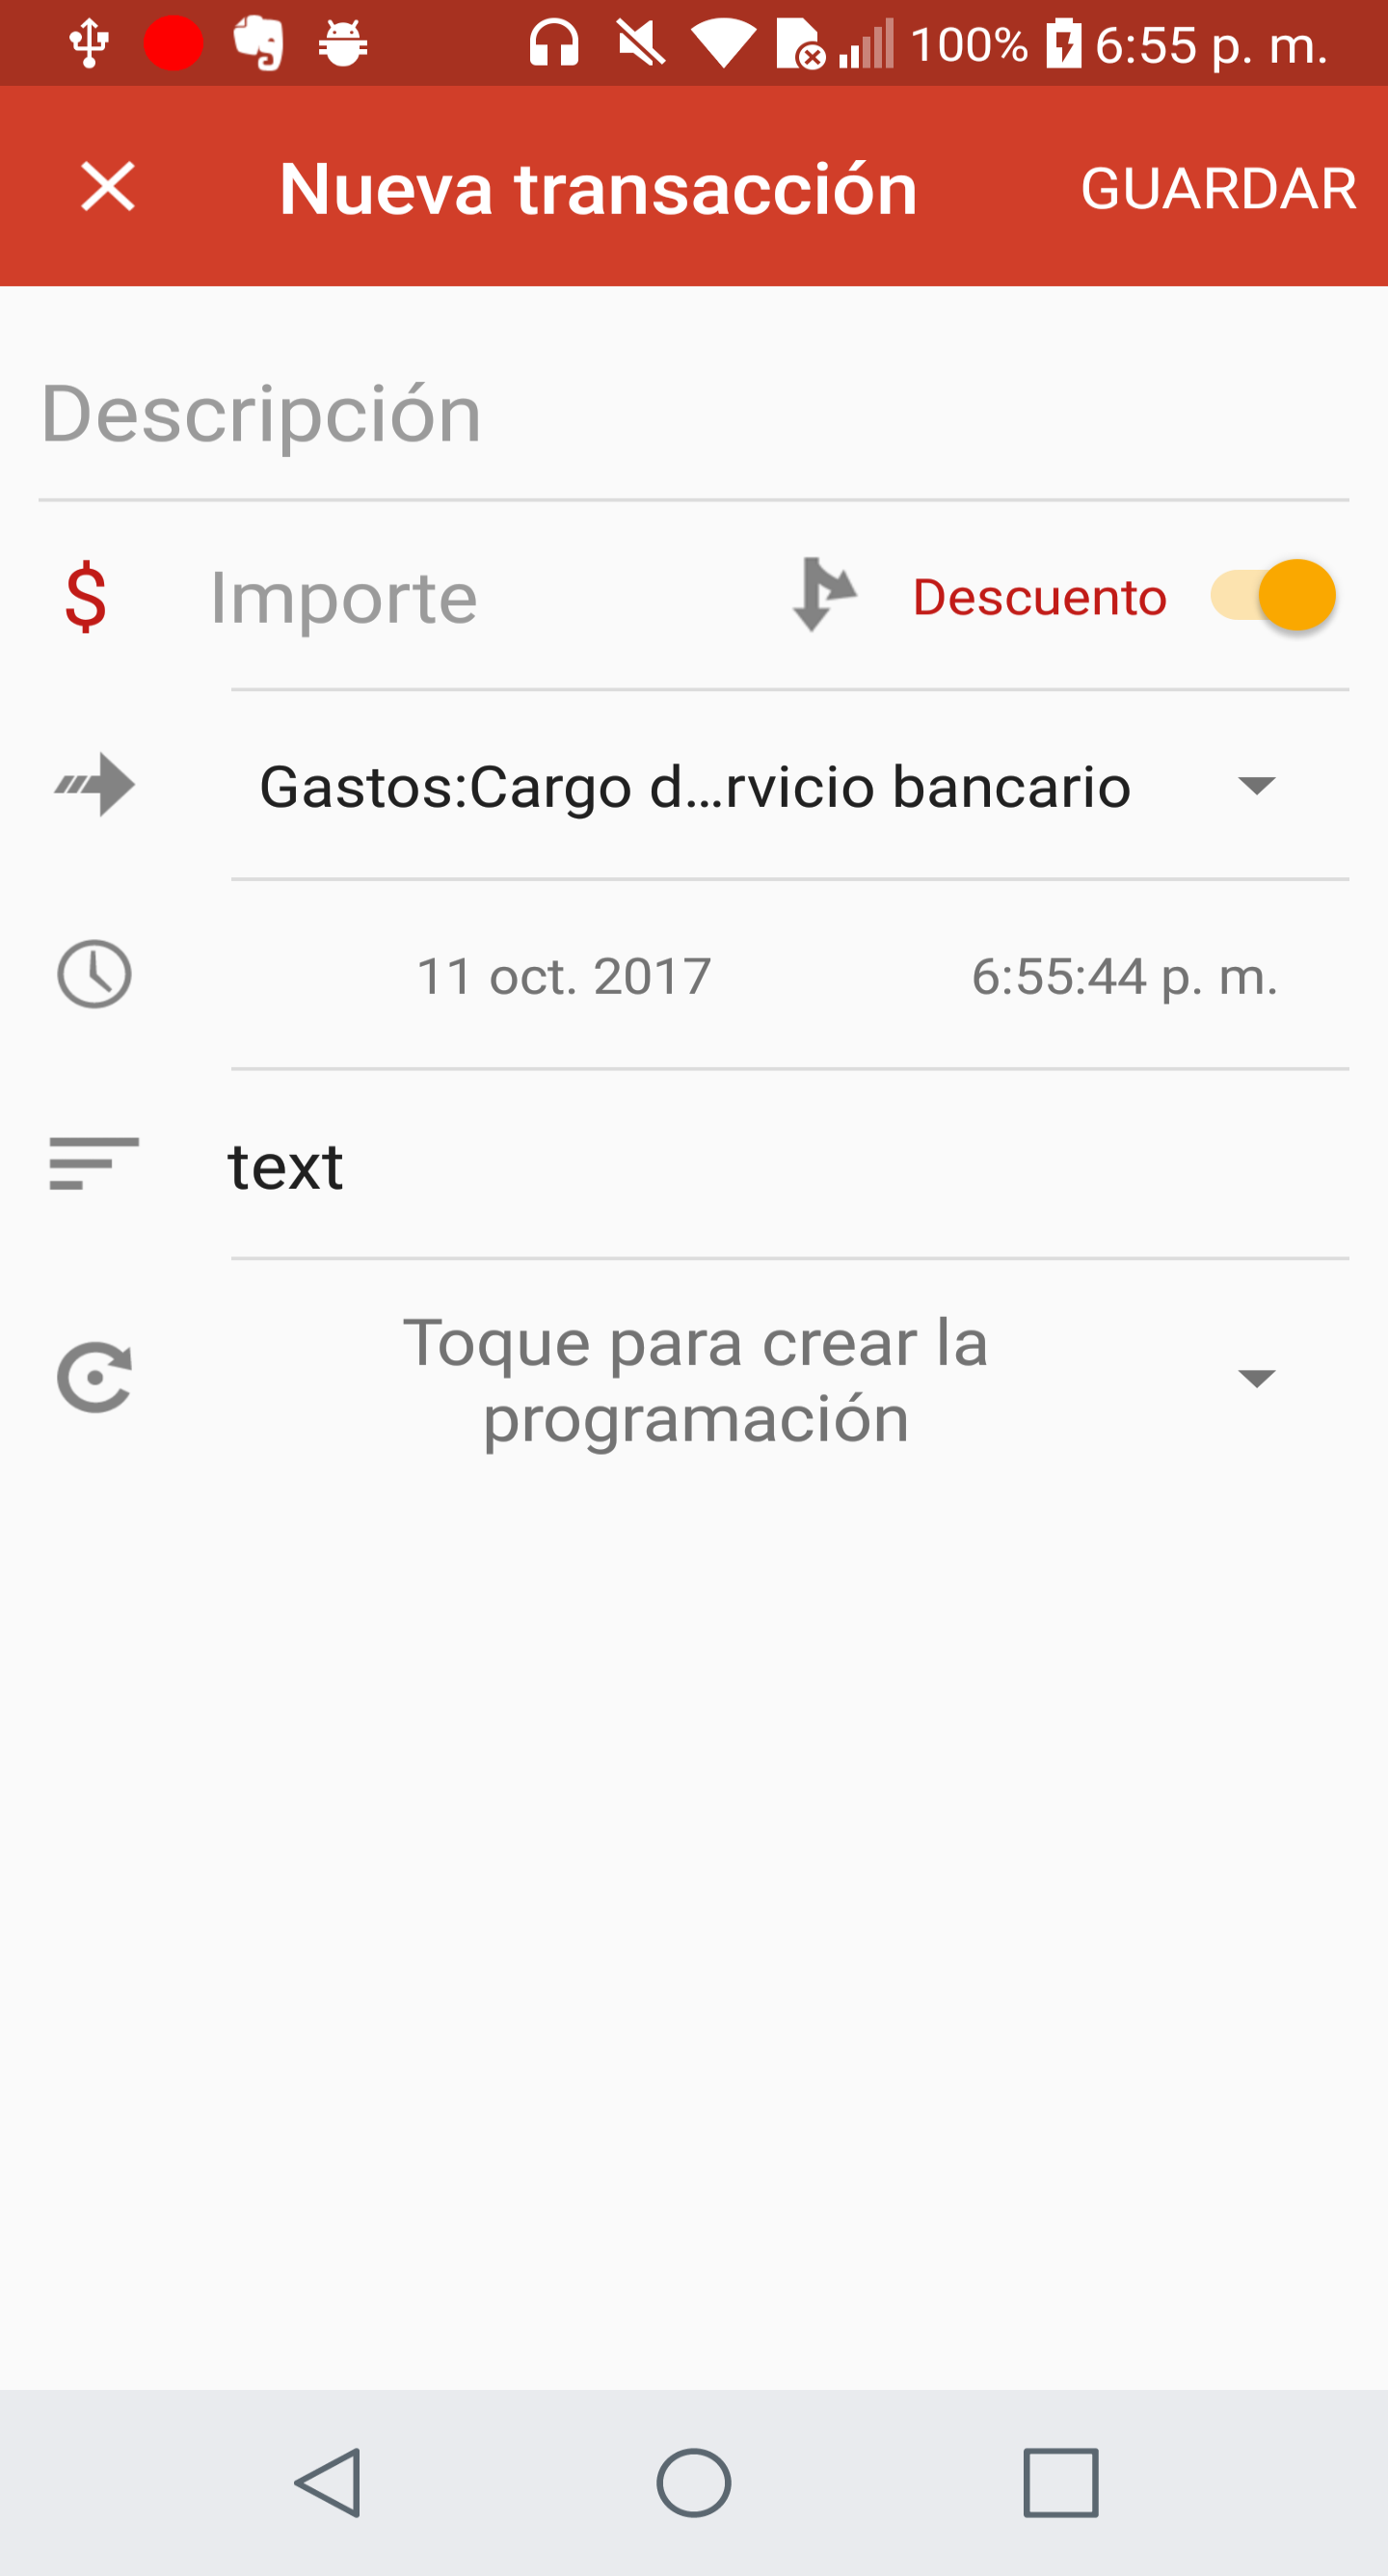 100% 6:55 p. m.
Nueva transacción GUARDAR
Descripción
$ Importe Descuento
Gastos:Cargo d...rvicio bancario
11 oct. 2017 6:55:44 p. m.
text
Toque para crear la
programación